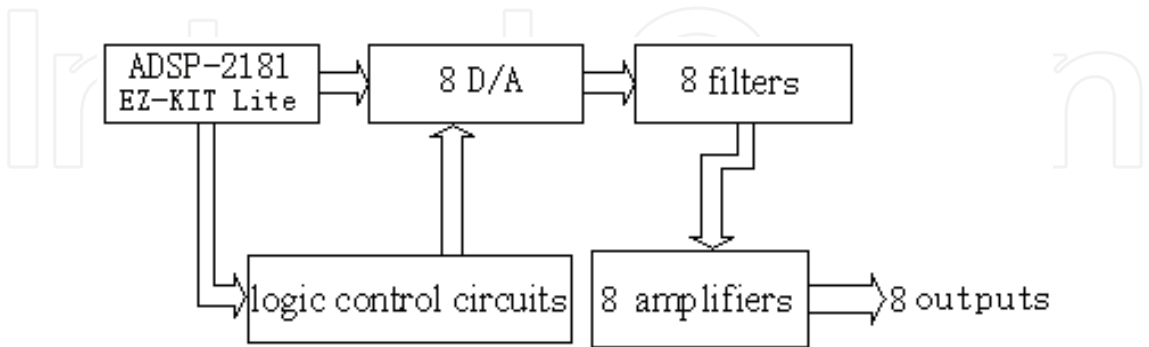 ADSP-2181
EZ-KIT Lite
8 D/A
8 filters
logic control circuits
8 amplifiers
8 outputs